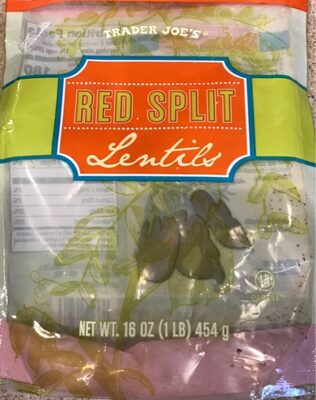 TRADER JOE'S
RED SPLIT
Lentils
NET. WT. 16 OZ (1 LB) 454 g